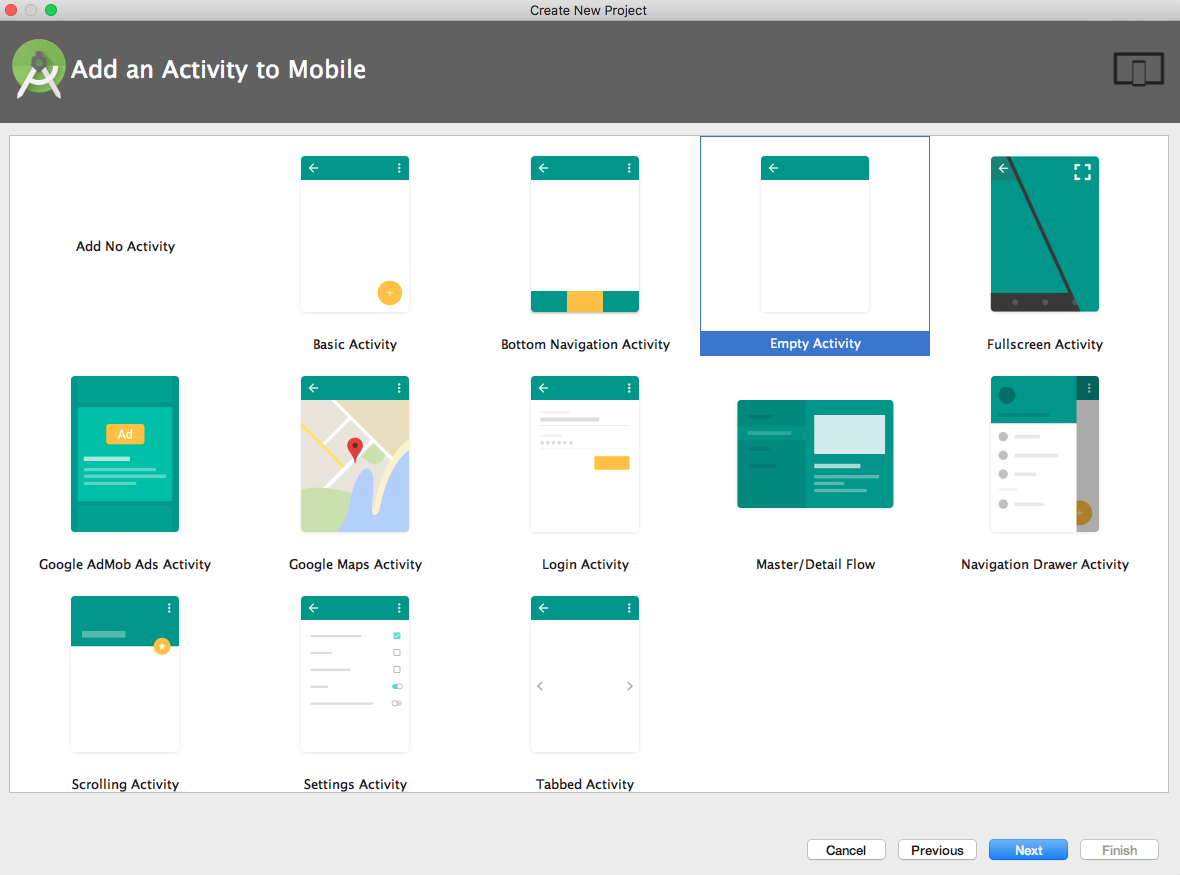 Create New Project
Add an Activity to Mobile
Add No Activity
Basic Activity
Bottom Navigation Activity
Empty Activity
Fullscreen Activity
Ad
Google AdMob Ads Activity
Google Maps Activity
Login Activity
Master/Detail Flow
Navigation Drawer Activity
Scrolling Activity
Settings Activity
Tabbed Activity
Cancel
Previous
Next
Finish